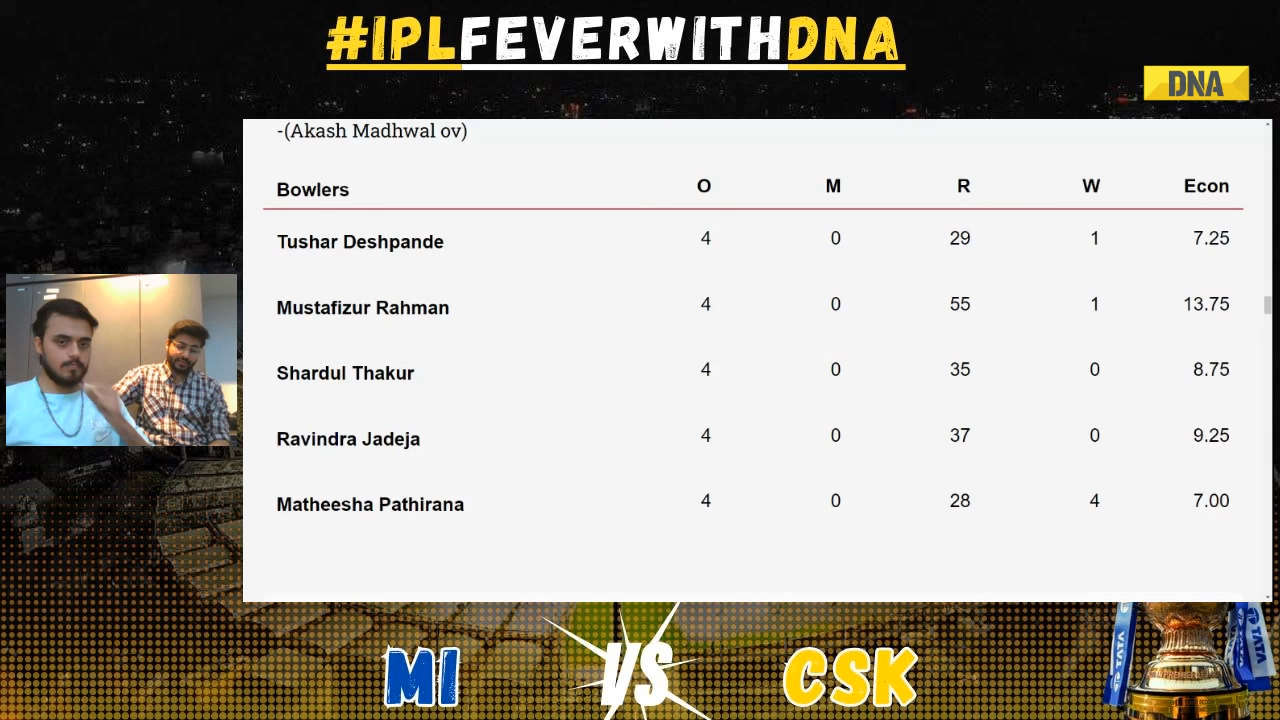 #IPLFEVERWITHDNA
DNA
-(Akash Madhwal ov)
Bowlers O M R W Econ
Tushar Deshpande 4 0 29 1 7.25
Mustafizur Rahman 4 0 55 1 13.75
Shardul Thakur 4 0 35 0 8.75
Ravindra Jadeja 4 0 37 0 9.25
Matheesha Pathirana 4 0 28 4 7.00
MI VS CSK
TATA
TATA